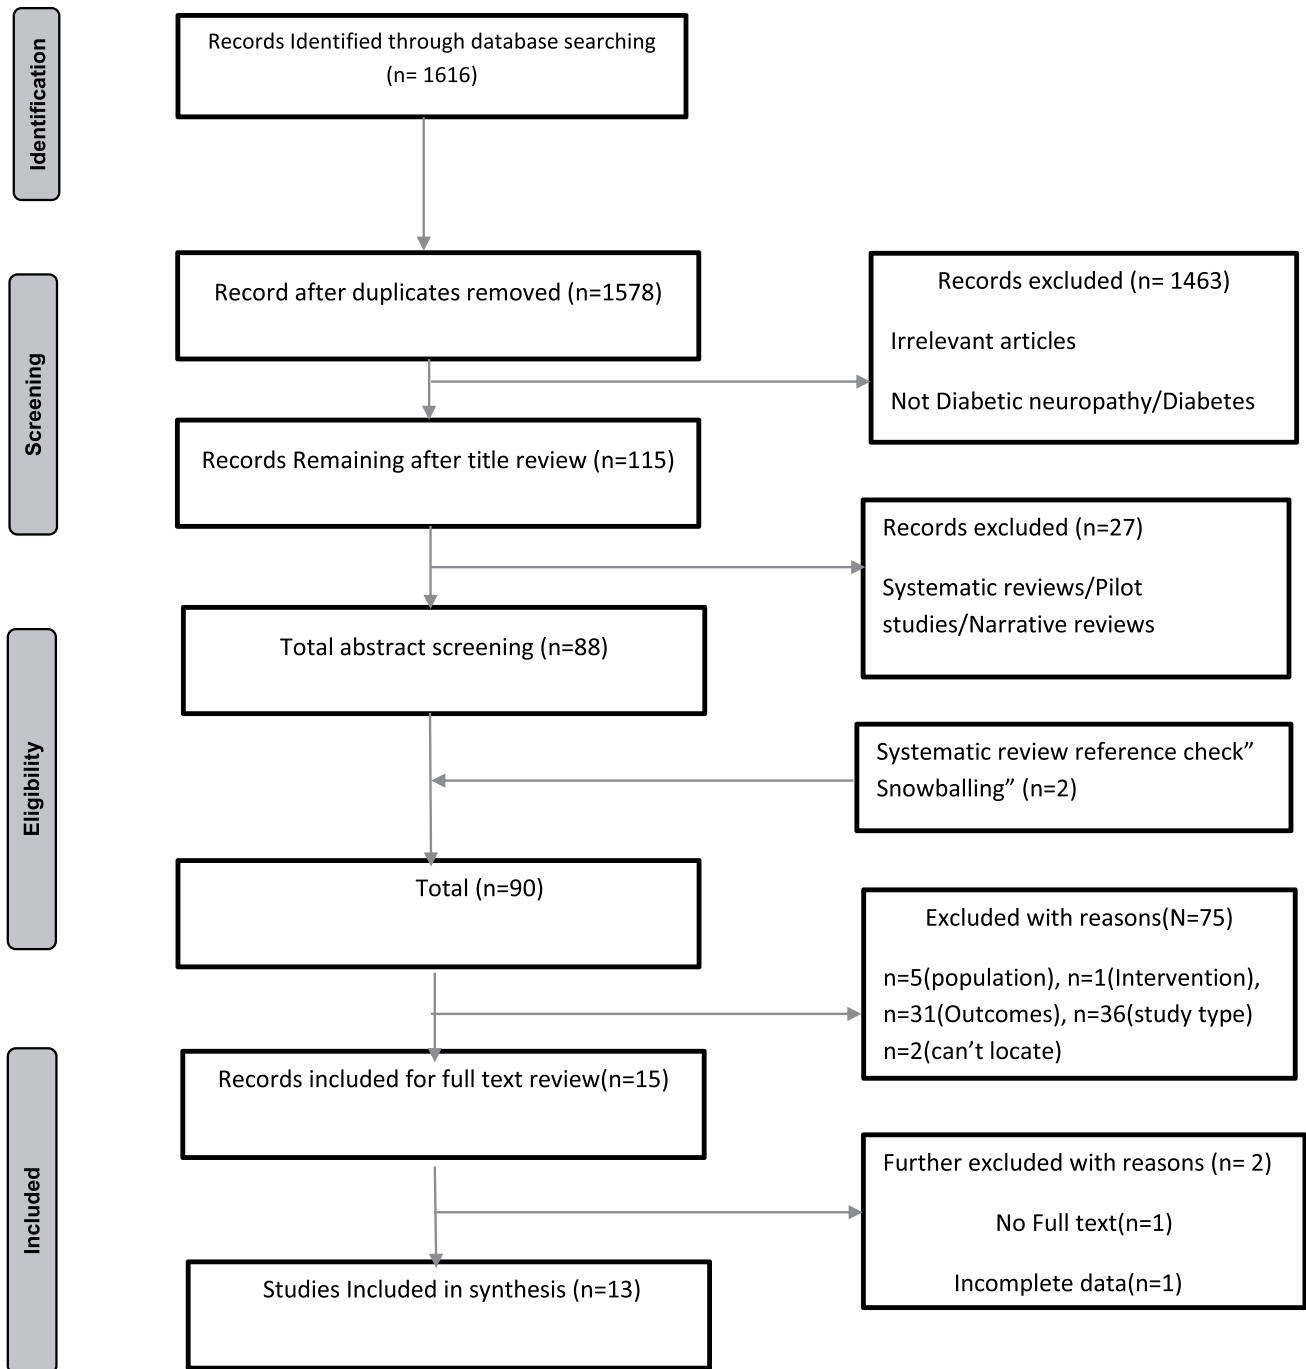 Identification
Records Identified through database searching
(n= 1616)
Screening
Record after duplicates removed (n=1578)
Records excluded (n= 1463)
Irrelevant articles
Not Diabetic neuropathy/Diabetes
Records Remaining after title review (n=115)
Records excluded (n=27)
Systematic reviews/Pilot
studies/Narrative reviews
Eligibility
Total abstract screening (n=88)
Systematic review reference check”
Snowballing” (n=2)
Total (n=90)
Excluded with reasons(N=75)
n=5(population), n=1(Intervention),
n=31(Outcomes), n=36(study type)
n=2(can’t locate)
Included
Records included for full text review(n=15)
Further excluded with reasons (n= 2)
No Full text(n=1)
Incomplete data(n=1)
Studies Included in synthesis (n=13)